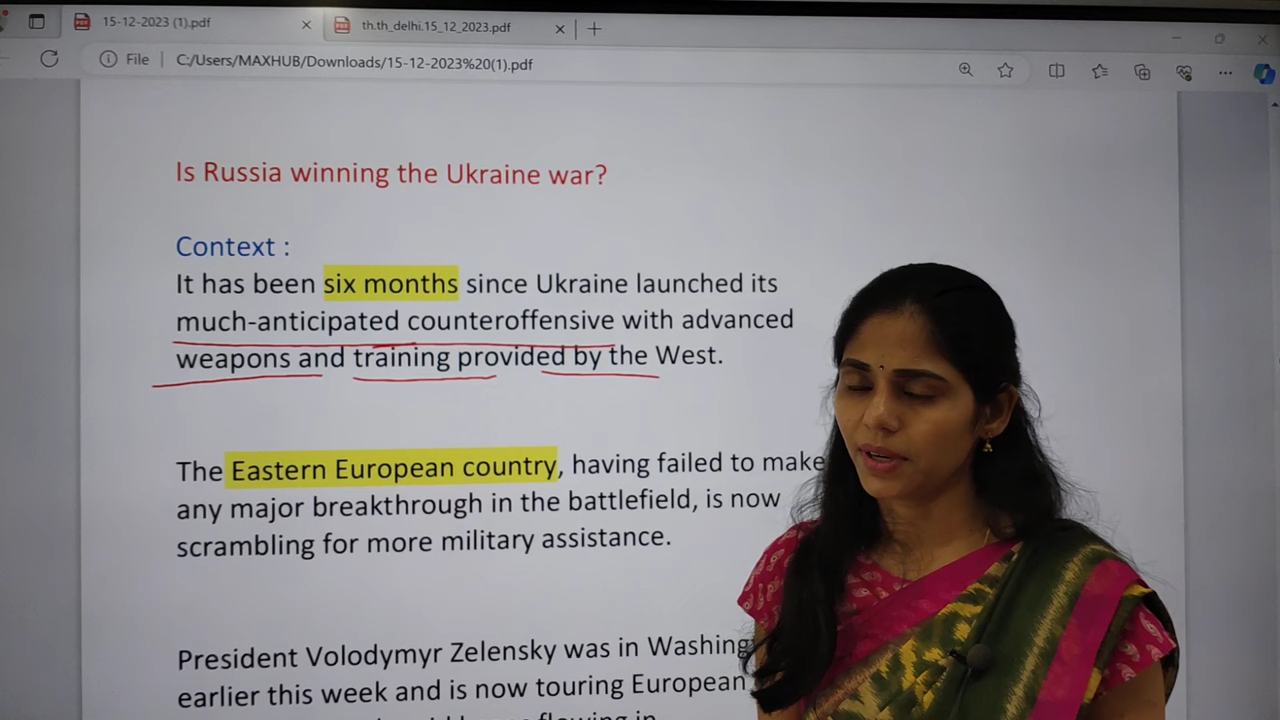 15-12-2023 (1).pdf
th.th_delhi.15_12_2023.pdf
File
C:/Users/MAXHUB/Downloads/15-12-2023%20(1).pdf
Is Russia winning the Ukraine war?
Context :
It has been six months since Ukraine launched its
much-anticipated counteroffensive with advanced
weapons and training provided by the West.
The Eastern European country, having failed to make
any major breakthrough in the battlefield, is now
scrambling for more military assistance.
President Volodymyr Zelensky was in Washing
earlier this week and is now touring European
flowing in